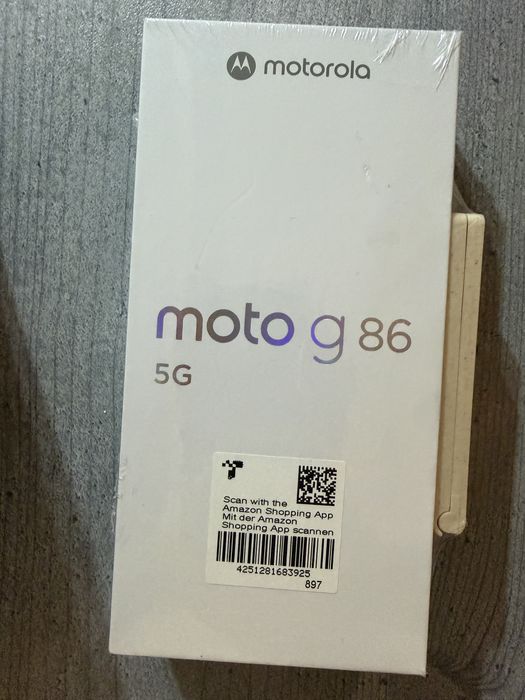 motorola
moto g 86
5G
Scan with the
Amazon Shopping App
Mit der Amazon
Shopping App scannen
4251281683925
897